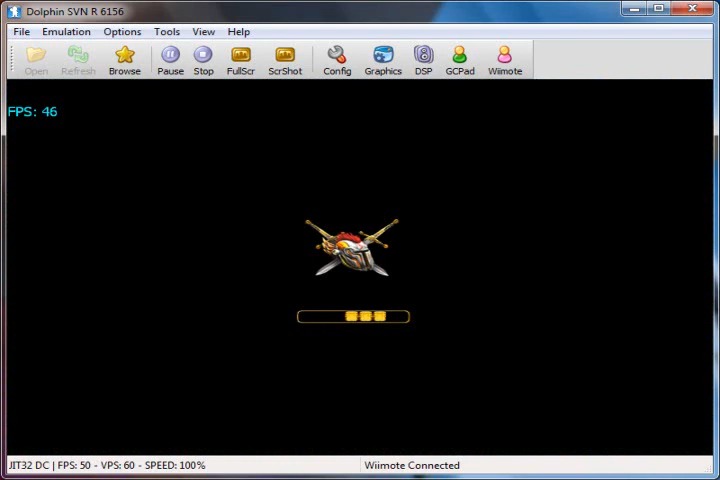 Dolphin SVN R 6156
File Emulation Options Tools View Help
Open Refresh Browse Pause Stop FullScr ScrShot Config Graphics DSP GCPad Wiimote
FPS: 46
JIT32 DC | FPS: 50 - VPS: 60 - SPEED: 100% Wiimote Connected